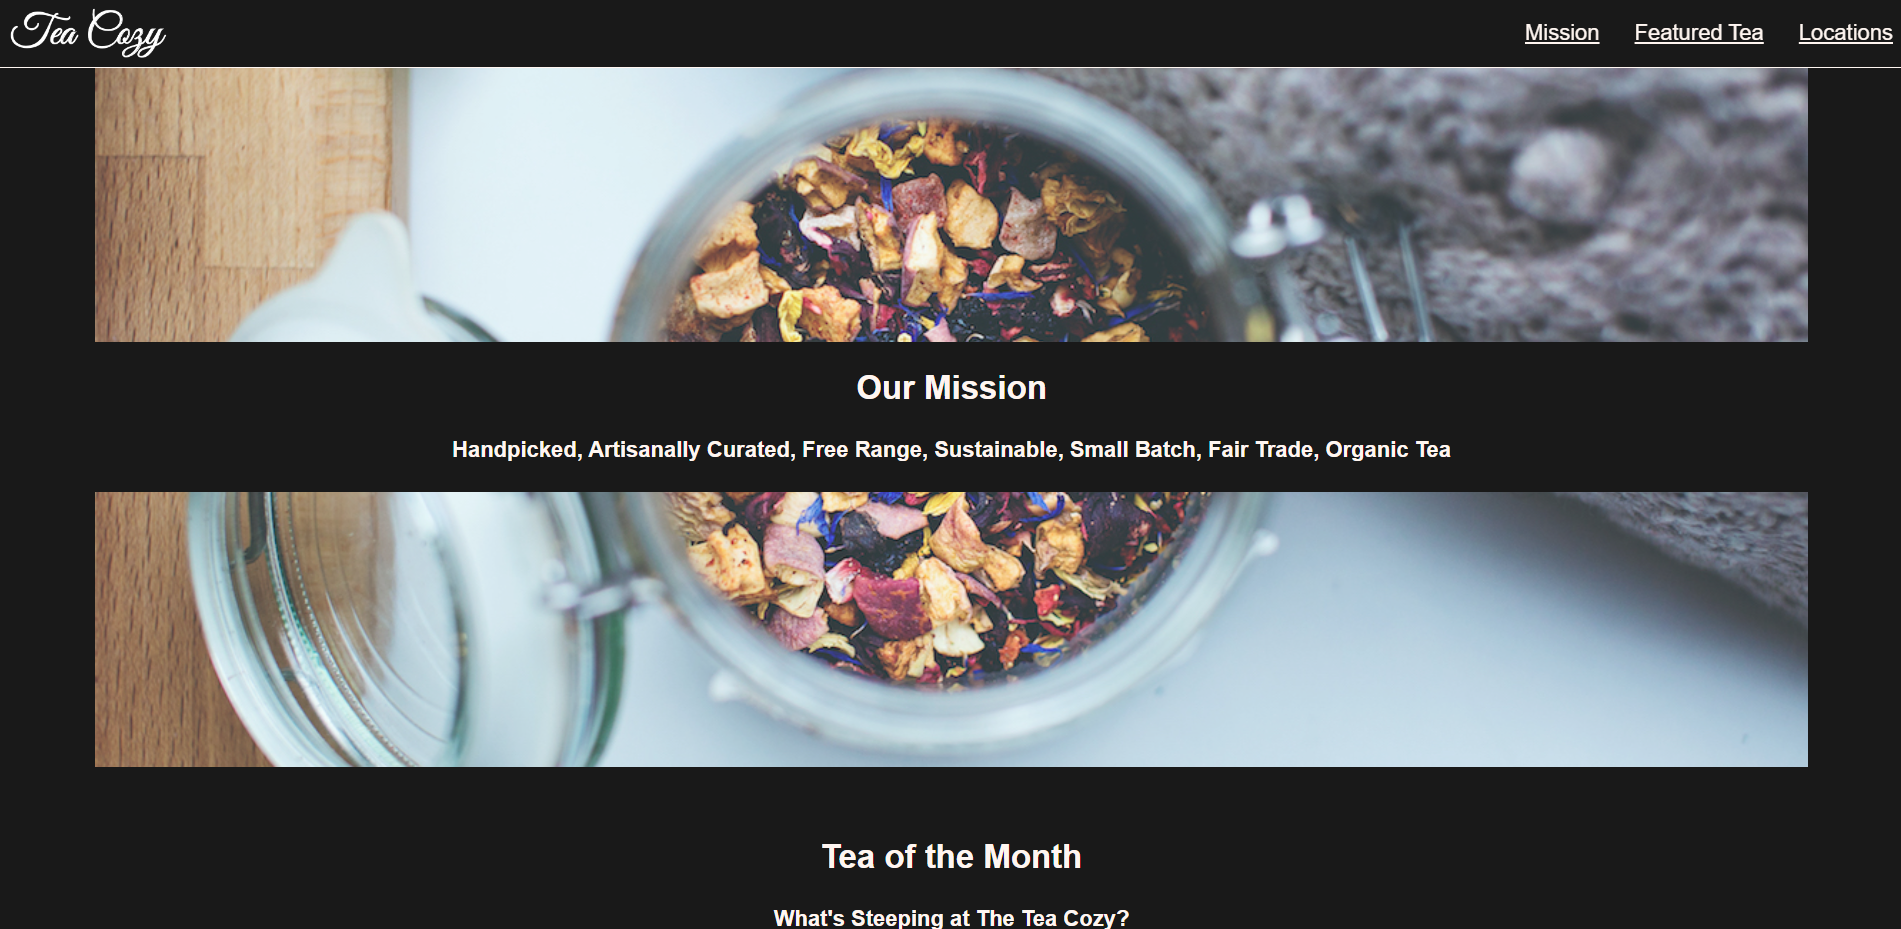 Tea Cozy
Mission Featured Tea Locations
Our Mission
Handpicked, Artisanally Curated, Free Range, Sustainable, Small Batch, Fair Trade, Organic Tea
Tea of the Month
What's Steeping at The Tea Cozy?